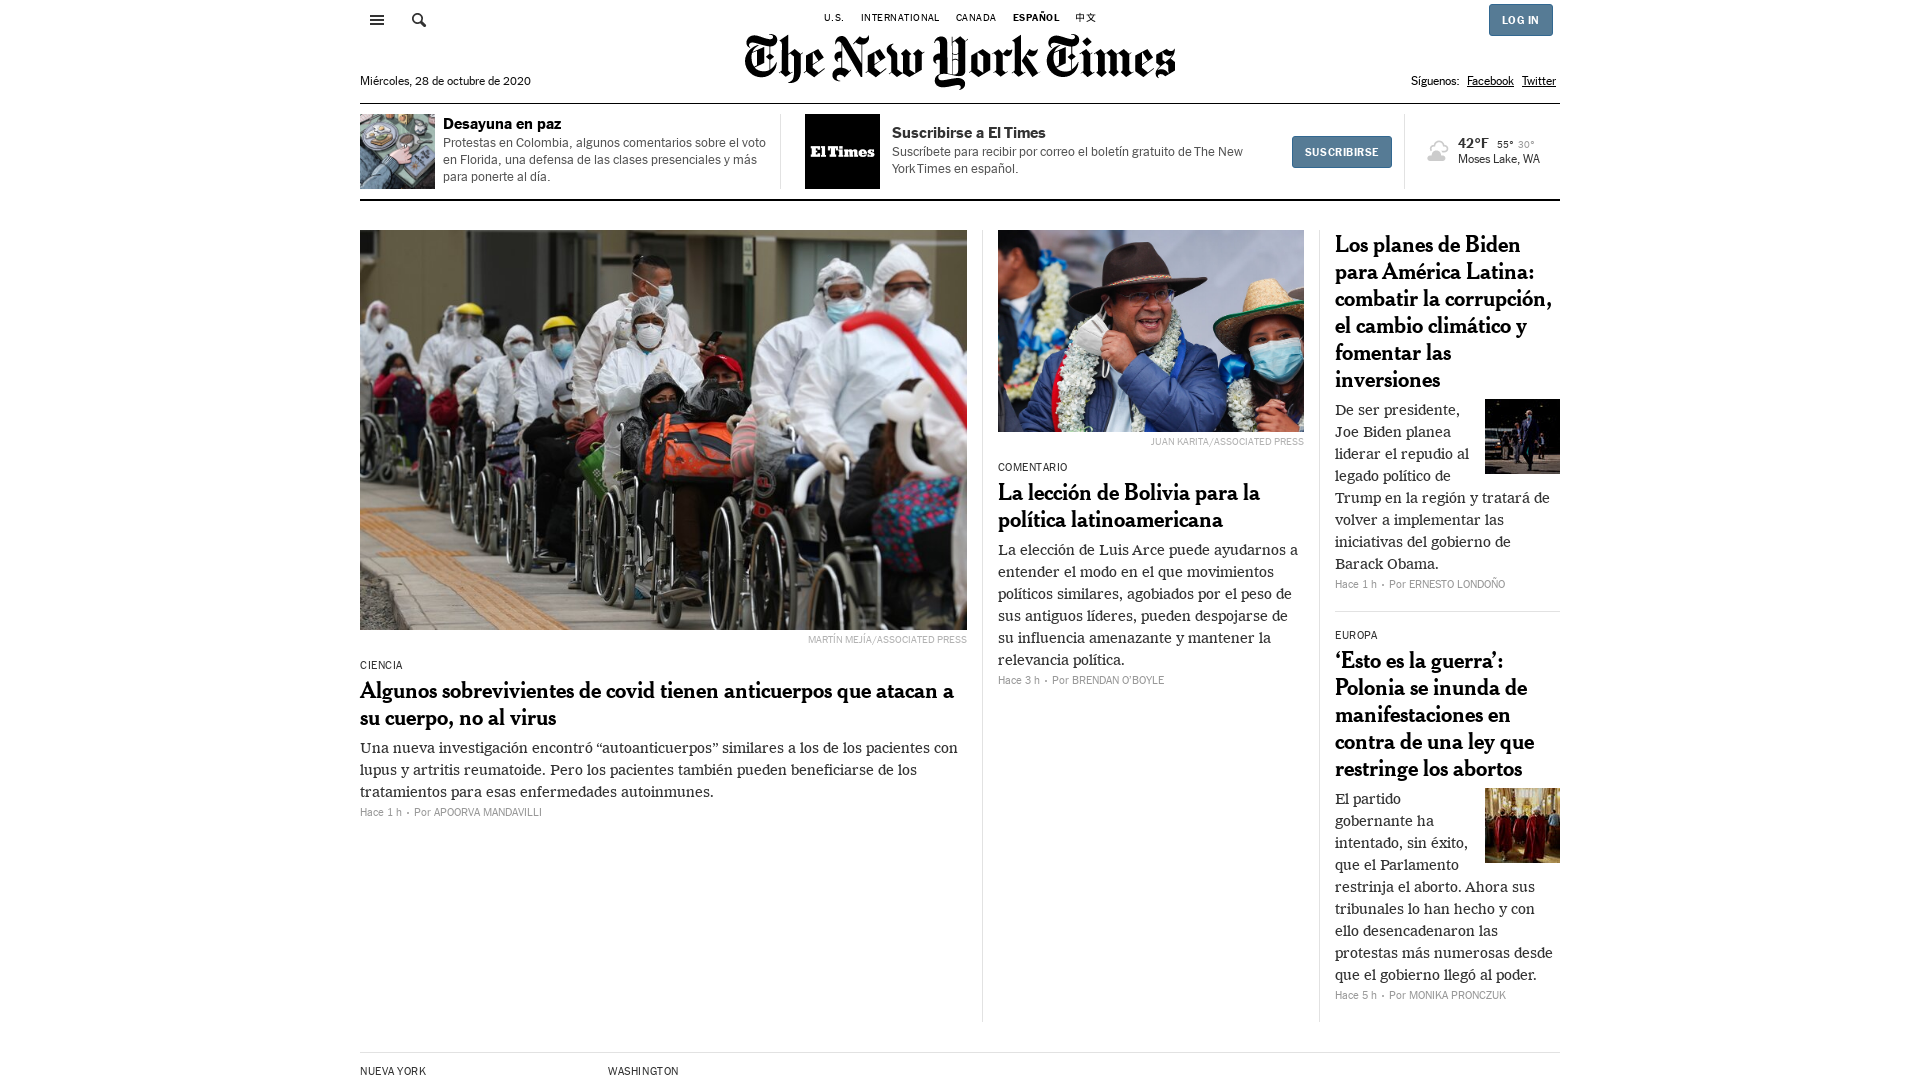 U.S. INTERNATIONAL CANADA ESPAÑOL 中文
LOG IN
The New York Times
Miércoles, 28 de octubre de 2020
Síguenos: Facebook Twitter
Desayuna en paz
Protestas en Colombia, algunos comentarios sobre el voto
en Florida, una defensa de las clases presenciales y más
para ponerte al día.
El Times
Suscribirse a El Times
Suscríbete para recibir por correo el boletín gratuito de The New
York Times en español.
SUSCRIBIRSE
42°F 55° 30°
Moses Lake, WA
MARTÍN MEJÍA/ASSOCIATED PRESS
CIENCIA
Algunos sobrevivientes de covid tienen anticuerpos que atacan a
su cuerpo, no al virus
Una nueva investigación encontró “autoanticuerpos” similares a los de los pacientes con
lupus y artritis reumatoide. Pero los pacientes también pueden beneficiarse de los
tratamientos para esas enfermedades autoinmunes.
Hace 1 h • Por APOORVA MANDAVILLI
JUAN KARITA/ASSOCIATED PRESS
COMENTARIO
La lección de Bolivia para la
política latinoamericana
La elección de Luis Arce puede ayudarnos a
entender el modo en el que movimientos
políticos similares, agobiados por el peso de
sus antiguos líderes, pueden despojarse de
su influencia amenazante y mantener la
relevancia política.
Hace 3 h • Por BRENDAN O'BOYLE
Los planes de Biden
para América Latina:
combatir la corrupción,
el cambio climático y
fomentar las
inversiones
De ser presidente,
Joe Biden planea
liderar el repudio al
legado político de
Trump en la región y tratará de
volver a implementar las
iniciativas del gobierno de
Barack Obama.
Hace 1 h • Por ERNESTO LONDOÑO
EUROPA
‘Esto es la guerra’:
Polonia se inunda de
manifestaciones en
contra de una ley que
restringe los abortos
El partido
gobernante ha
intentado, sin éxito,
que el Parlamento
restrinja el aborto. Ahora sus
tribunales lo han hecho y con
ello desencadenaron las
protestas más numerosas desde
que el gobierno llegó al poder.
Hace 5 h • Por MONIKA PRONCZUK
NUEVA YORK
WASHINGTON